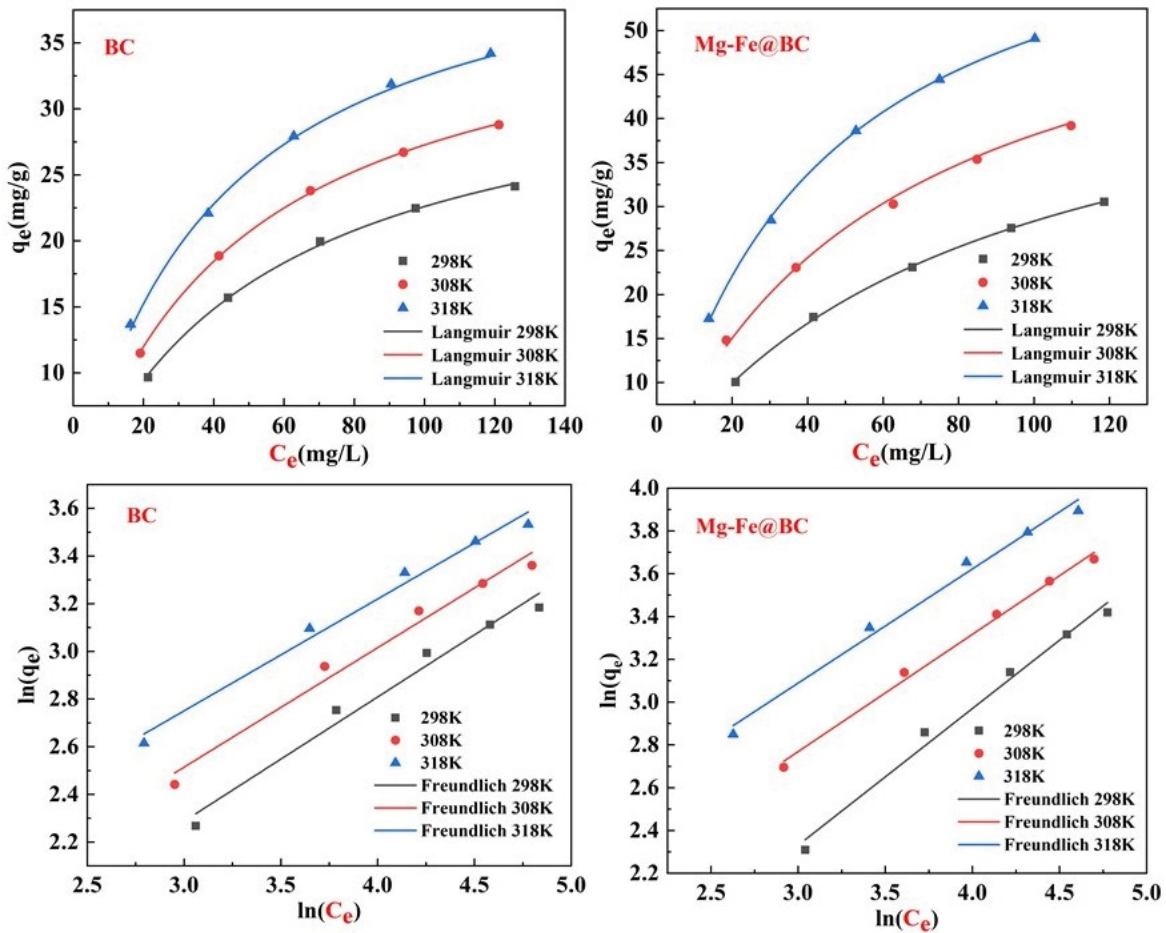 BC
35
30
25
20
15
10
qe(mg/g)
298K
308K
318K
Langmuir 298K
Langmuir 308K
Langmuir 318K
0 20 40 60 80 100 120 140
Ce(mg/L)
Mg-Fe@BC
50
45
40
35
30
25
20
15
10
qe(mg/g)
298K
308K
318K
Langmuir 298K
Langmuir 308K
Langmuir 318K
0 20 40 60 80 100 120
Ce(mg/L)
BC
3.6
3.4
3.2
3.0
2.8
2.6
2.4
2.2
ln(qe)
298K
308K
318K
Freundlich 298K
Freundlich 308K
Freundlich 318K
2.5 3.0 3.5 4.0 4.5 5.0
ln(Ce)
Mg-Fe@BC
4.0
3.8
3.6
3.4
3.2
3.0
2.8
2.6
2.4
2.2
ln(qe)
298K
308K
318K
Freundlich 298K
Freundlich 308K
Freundlich 318K
2.5 3.0 3.5 4.0 4.5 5.0
ln(Ce)